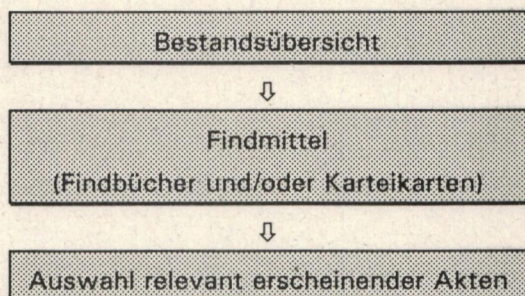 Bestandsübersicht
⇩
Findmittel
(Findbücher und/oder Karteikarten)
⇩
Auswahl relevant erscheinender Akten